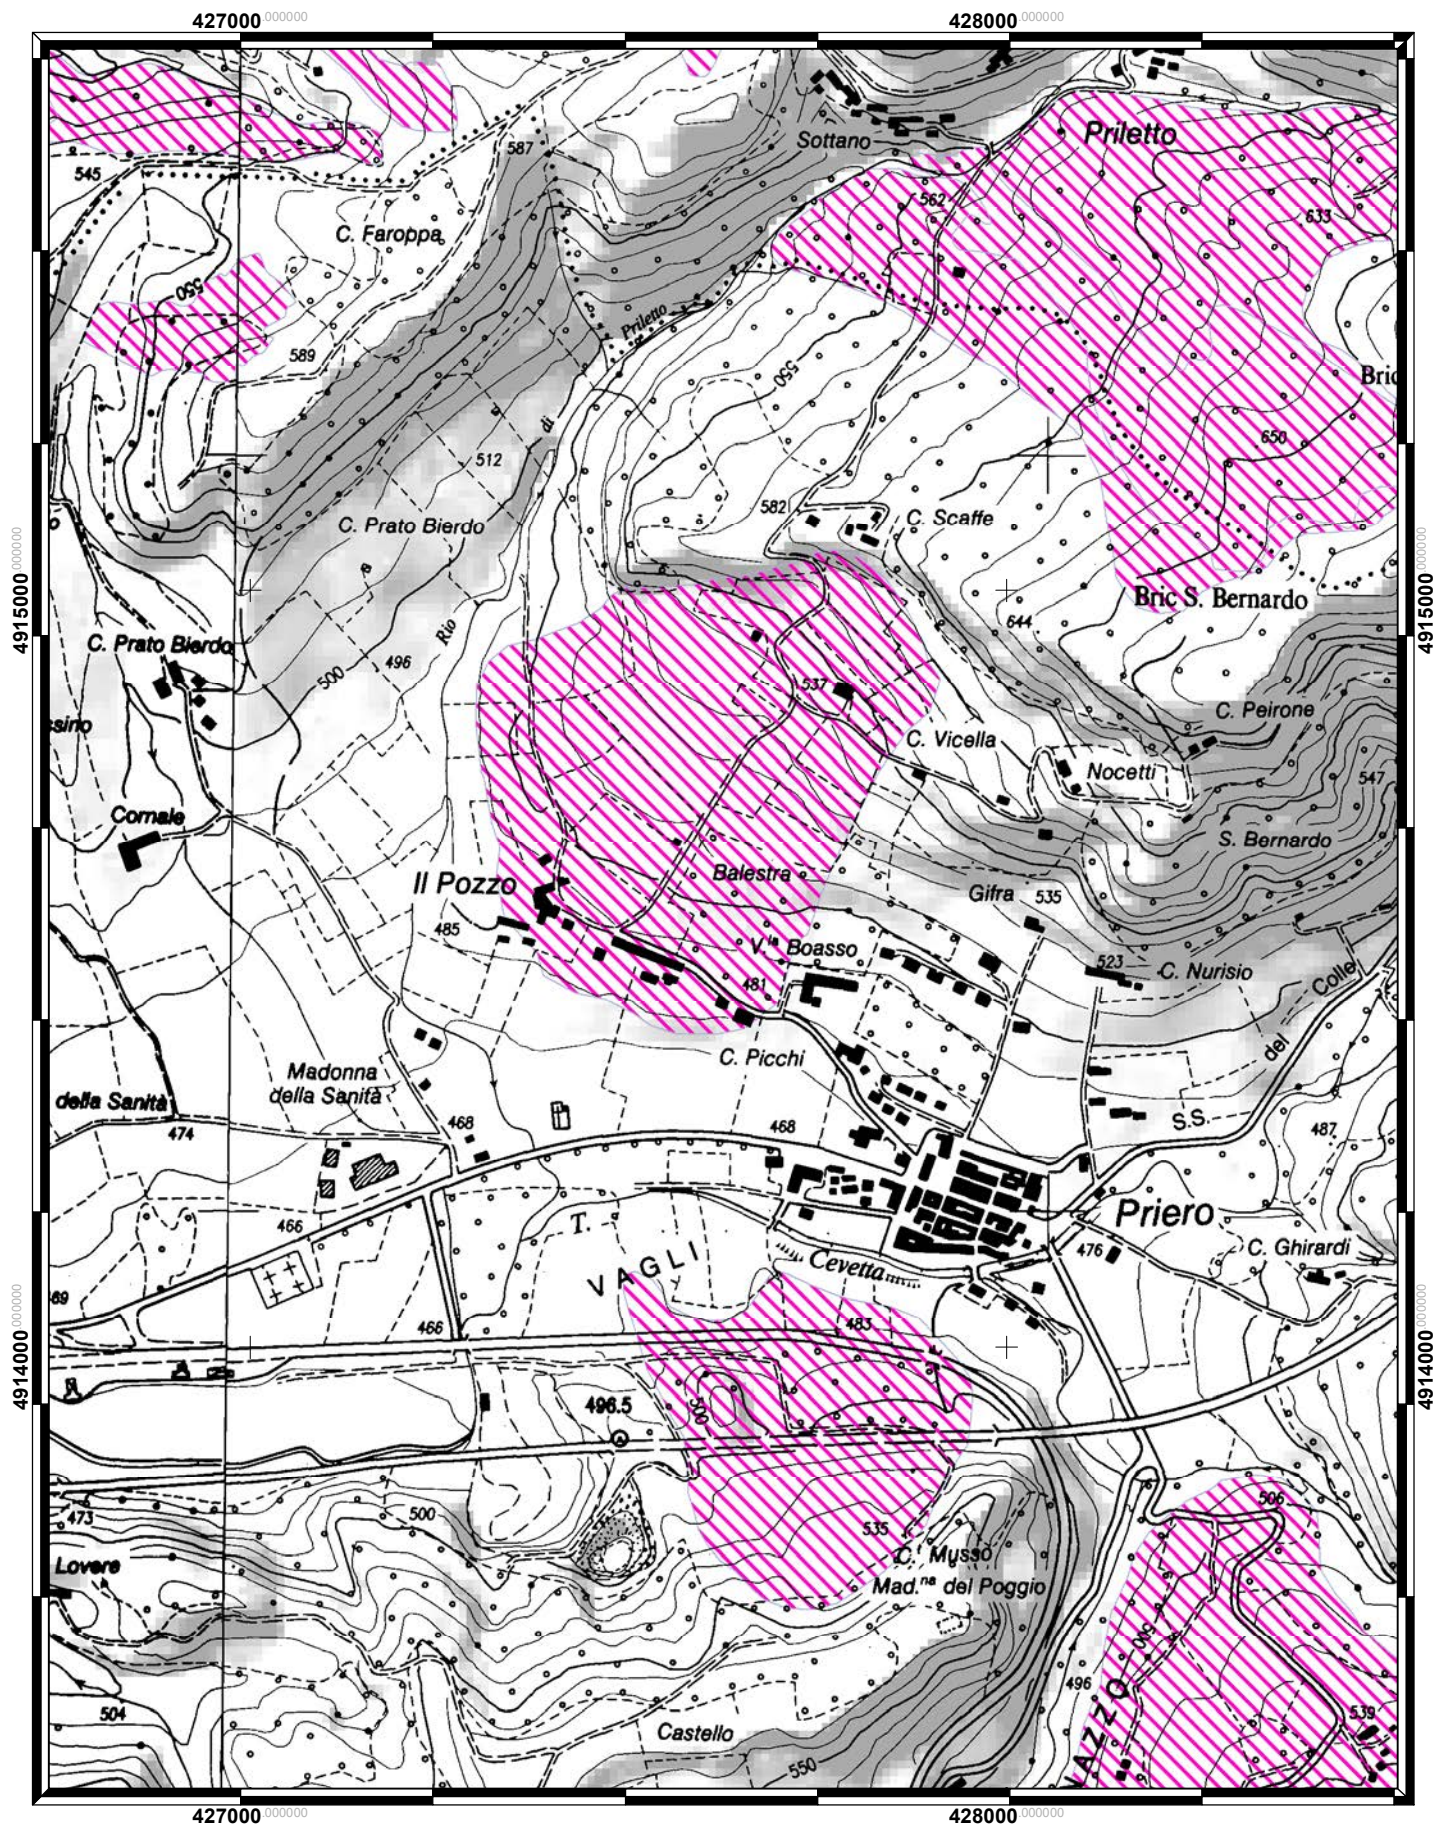 427000.000000
428000.000000
Sottano
Priletto
587
545
562
633
C. Faroppa
550
Priletto
589
550
Bric
di
650
512
582
C. Scaffe
C. Prato Bierdo
4915000.000000
4915000.000000
Bric S. Bernardo
644
Rio
C. Prato Bierdo
496
500
537
C. Peirone
ssino
C. Vicella
Nocetti
547
Cornale
S. Bernardo
Balestra
Il Pozzo
Gifra
535
485
V.la Boasso
523
C. Nurisio
Colle
481
del
C. Picchi
Madonna
della Sanità
della Sanità
S.S.
474
468
468
487
466
T.
Priero
476
C. Ghirardi
VAGLI
Cevetta
69
466
483
4914000.000000
4914000.000000
496.5
500
473
500
506
535
Lovere
C. Musso
Mad.na del Poggio
500
496
504
539
Castello
AZZO
550
427000.000000
428000.000000